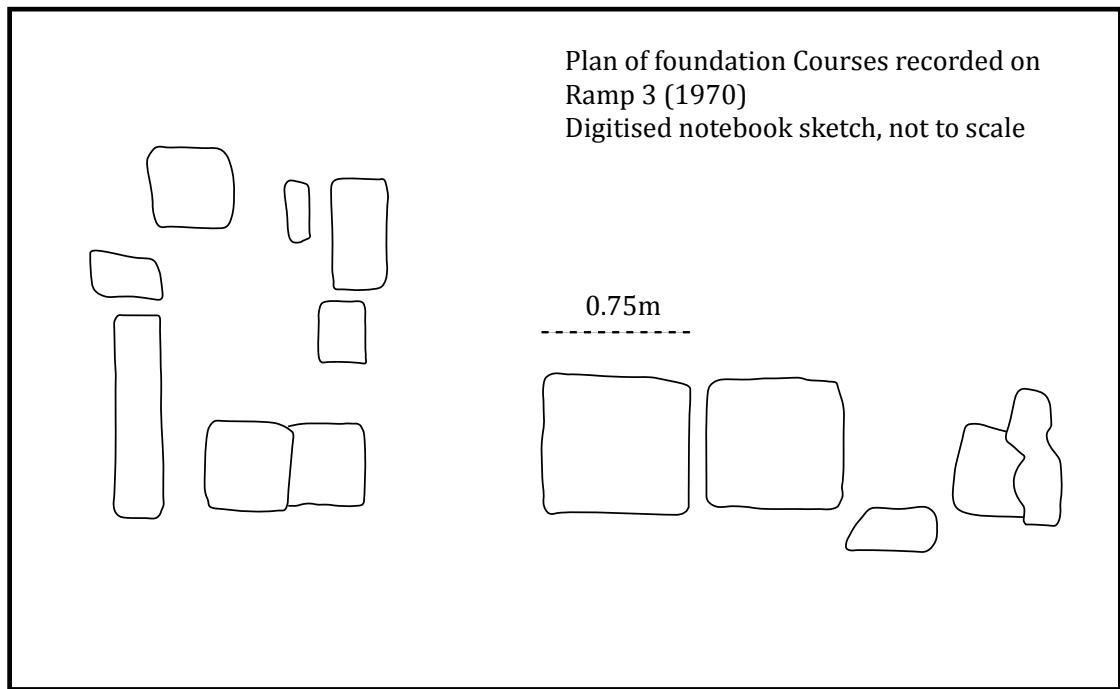 Plan of foundation Courses recorded on
Ramp 3 (1970)
Digitised notebook sketch, not to scale
0.75m